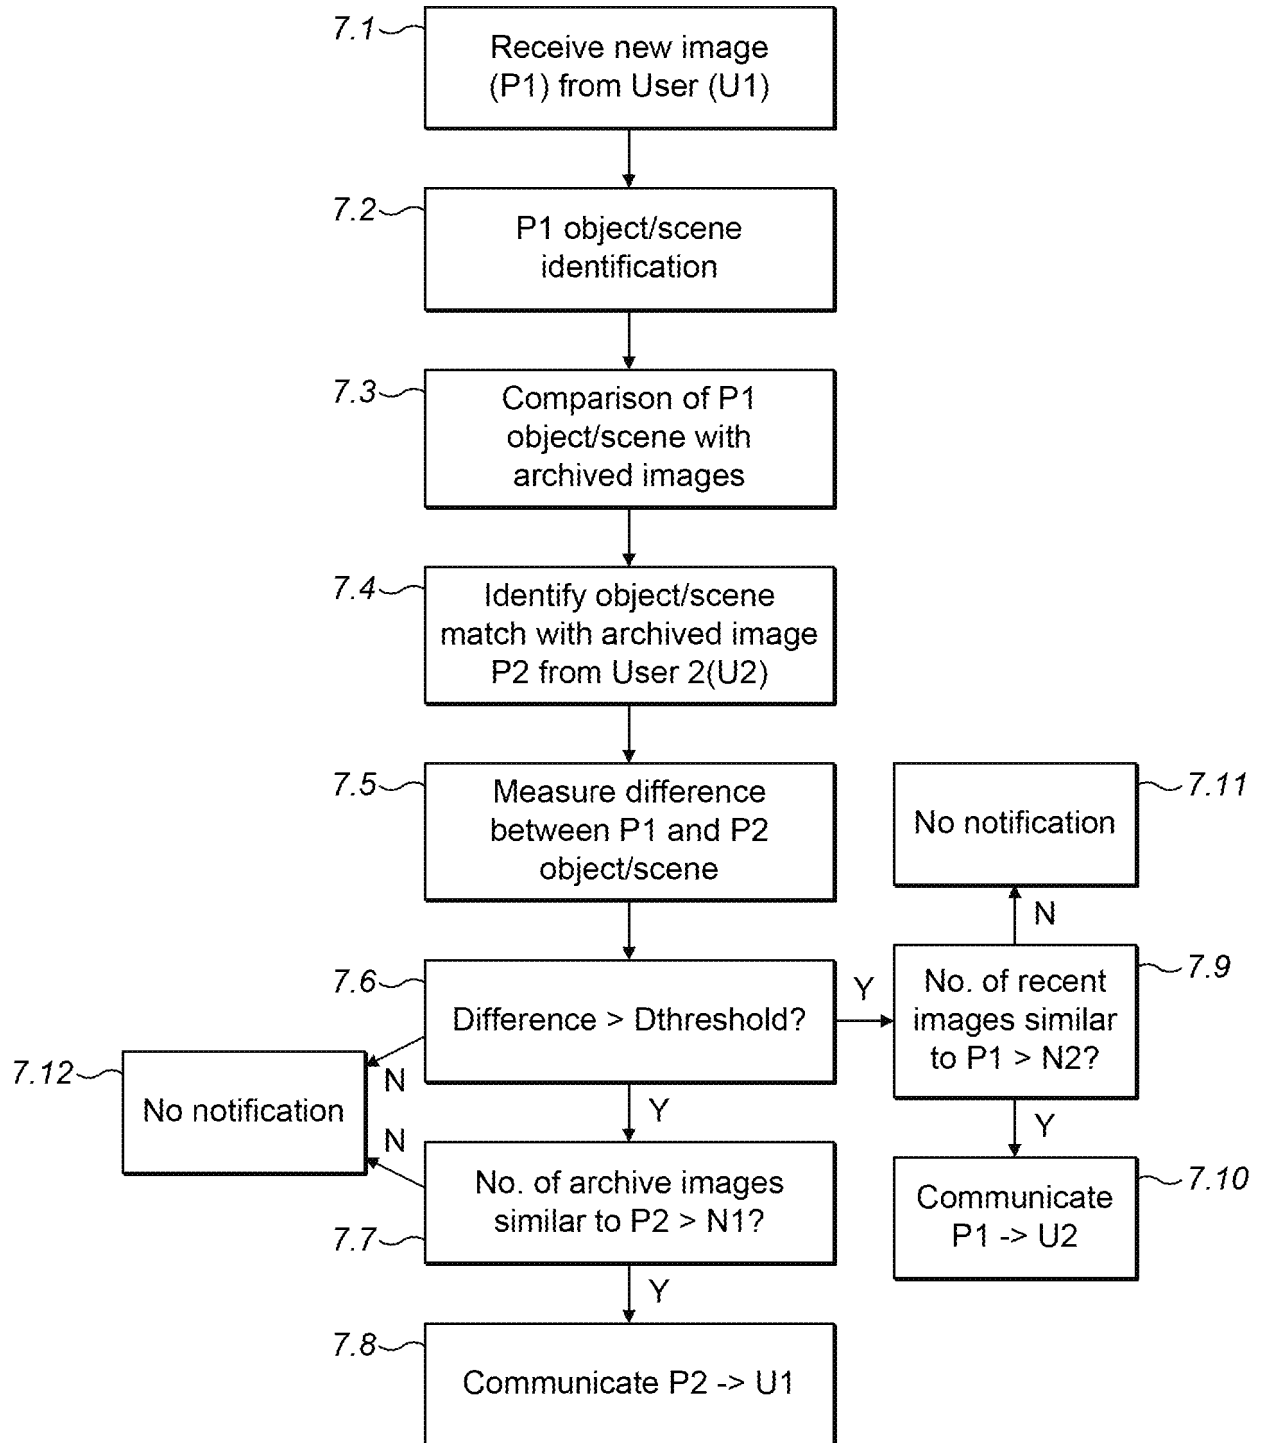 7.1
Receive new image
(P1) from User (U1)
7.2
P1 object/scene
identification
7.3
Comparison of P1
object/scene with
archived images
7.4
Identify object/scene
match with archived image
P2 from User 2(U2)
7.5
Measure difference
between P1 and P2
object/scene
7.11
No notification
N
7.6
Difference > Dthreshold?
Y
7.9
No. of recent
images similar
to P1 > N2?
7.12
No notification
N
N
Y
Y
7.7
No. of archive images
similar to P2 > N1?
7.10
Communicate
P1 -> U2
Y
7.8
Communicate P2 -> U1